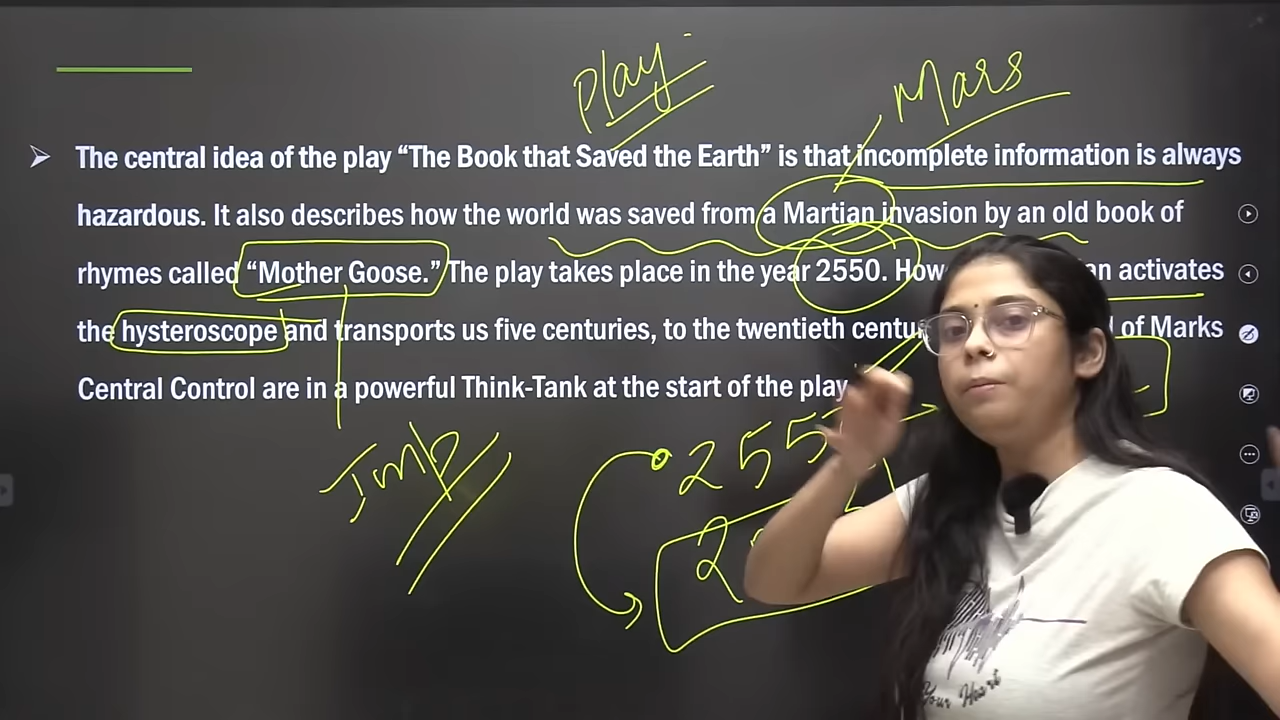 Play
Mars
The central idea of the play “The Book that Saved the Earth” is that incomplete information is always
hazardous. It also describes how the world was saved from a Martian invasion by an old book of
rhymes called “Mother Goose.” The play takes place in the year 2550. activates
the hysteroscope and transports us five centuries, to the twentieth of Marks
Central Control are in a powerful Think-Tank at the start of the play
Imp
255
Your Heart